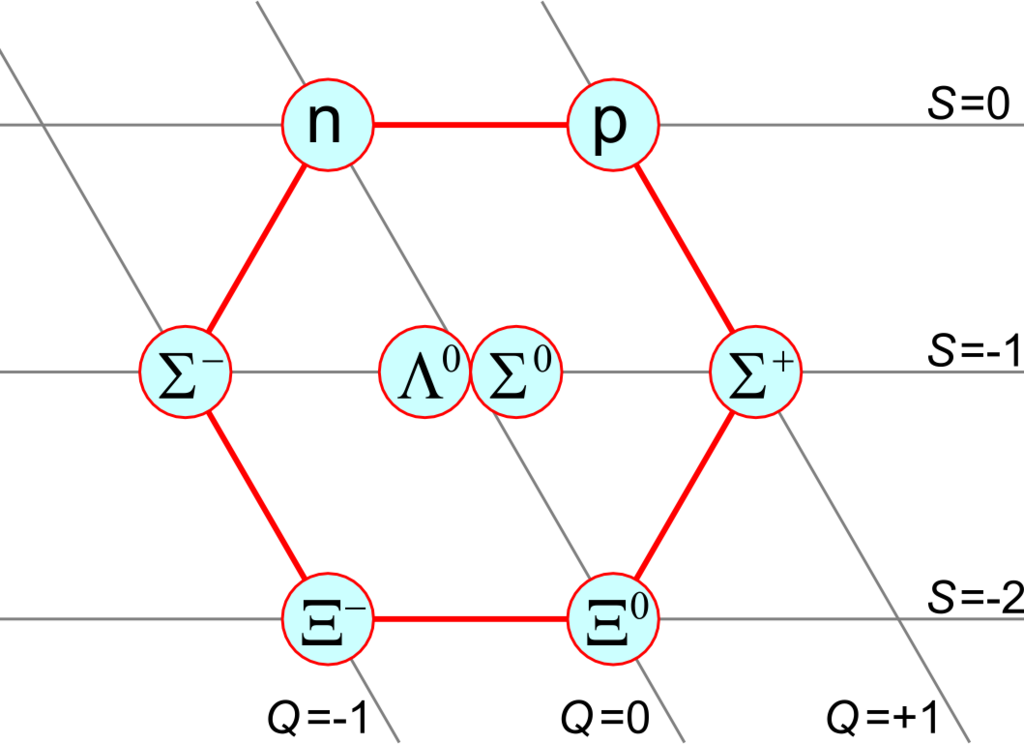 n p S=0
Σ⁻ Λ⁰ Σ⁰ Σ⁺ S=-1
Ξ⁻ Ξ⁰ S=-2
Q=-1 Q=0 Q=+1